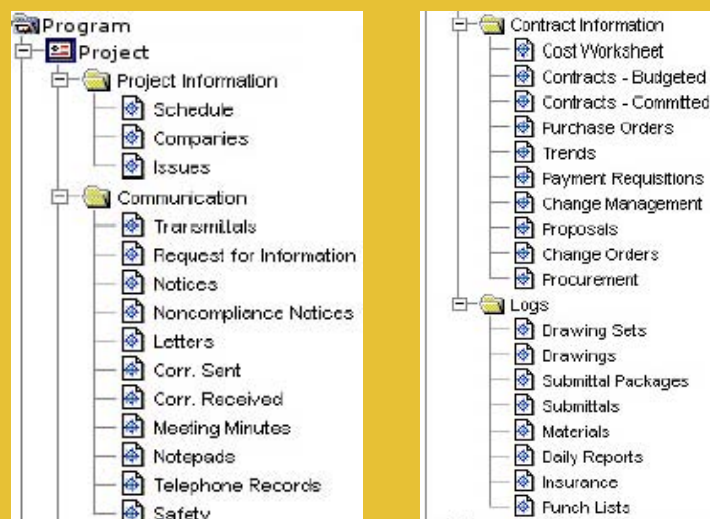 Program
Project
Project Information
Schedule
Companies
Issues
Communication
Transmittals
Request for Information
Notices
Noncompliance Notices
Letters
Corr. Sent
Corr. Received
Meeting Minutes
Notepads
Telephone Records
Safety
Contract Information
Cost Worksheet
Contracts - Budgeted
Contracts - Committed
Purchase Orders
Trends
Payment Requisitions
Change Management
Proposals
Change Orders
Procurement
Logs
Drawing Sets
Drawings
Submittal Packages
Submittals
Materials
Daily Reports
Insurance
Punch Lists